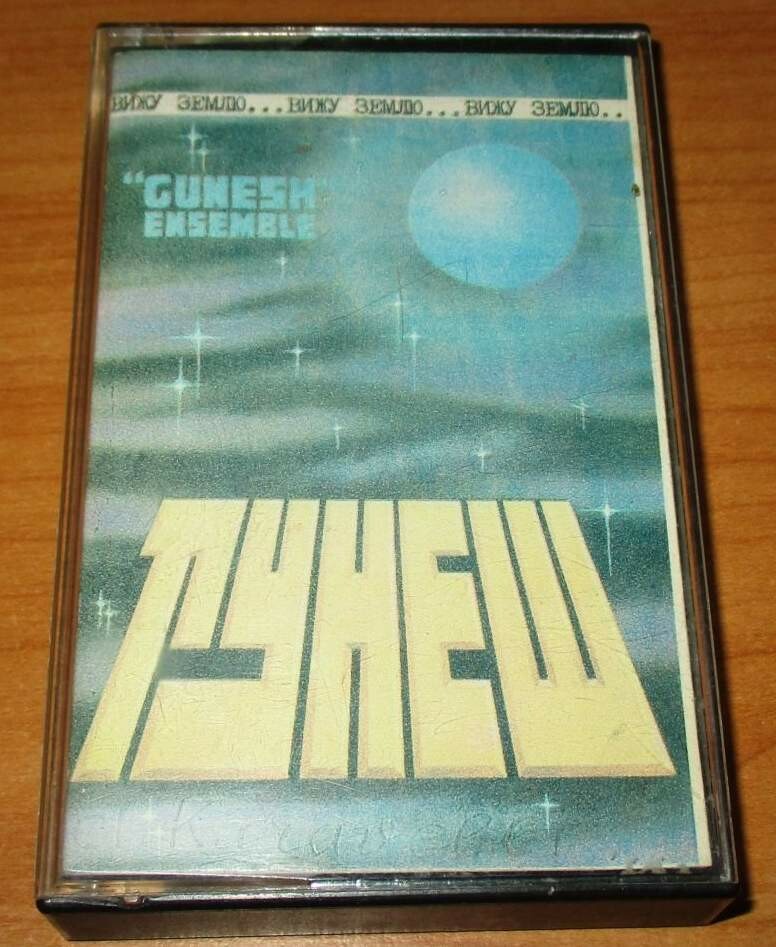 ВИЖУ ЗЕМЛЮ...ВИЖУ ЗЕМЛЮ...ВИЖУ ЗЕМЛЮ..
"GUNESH"
ENSEMBLE
ГУНЕШ